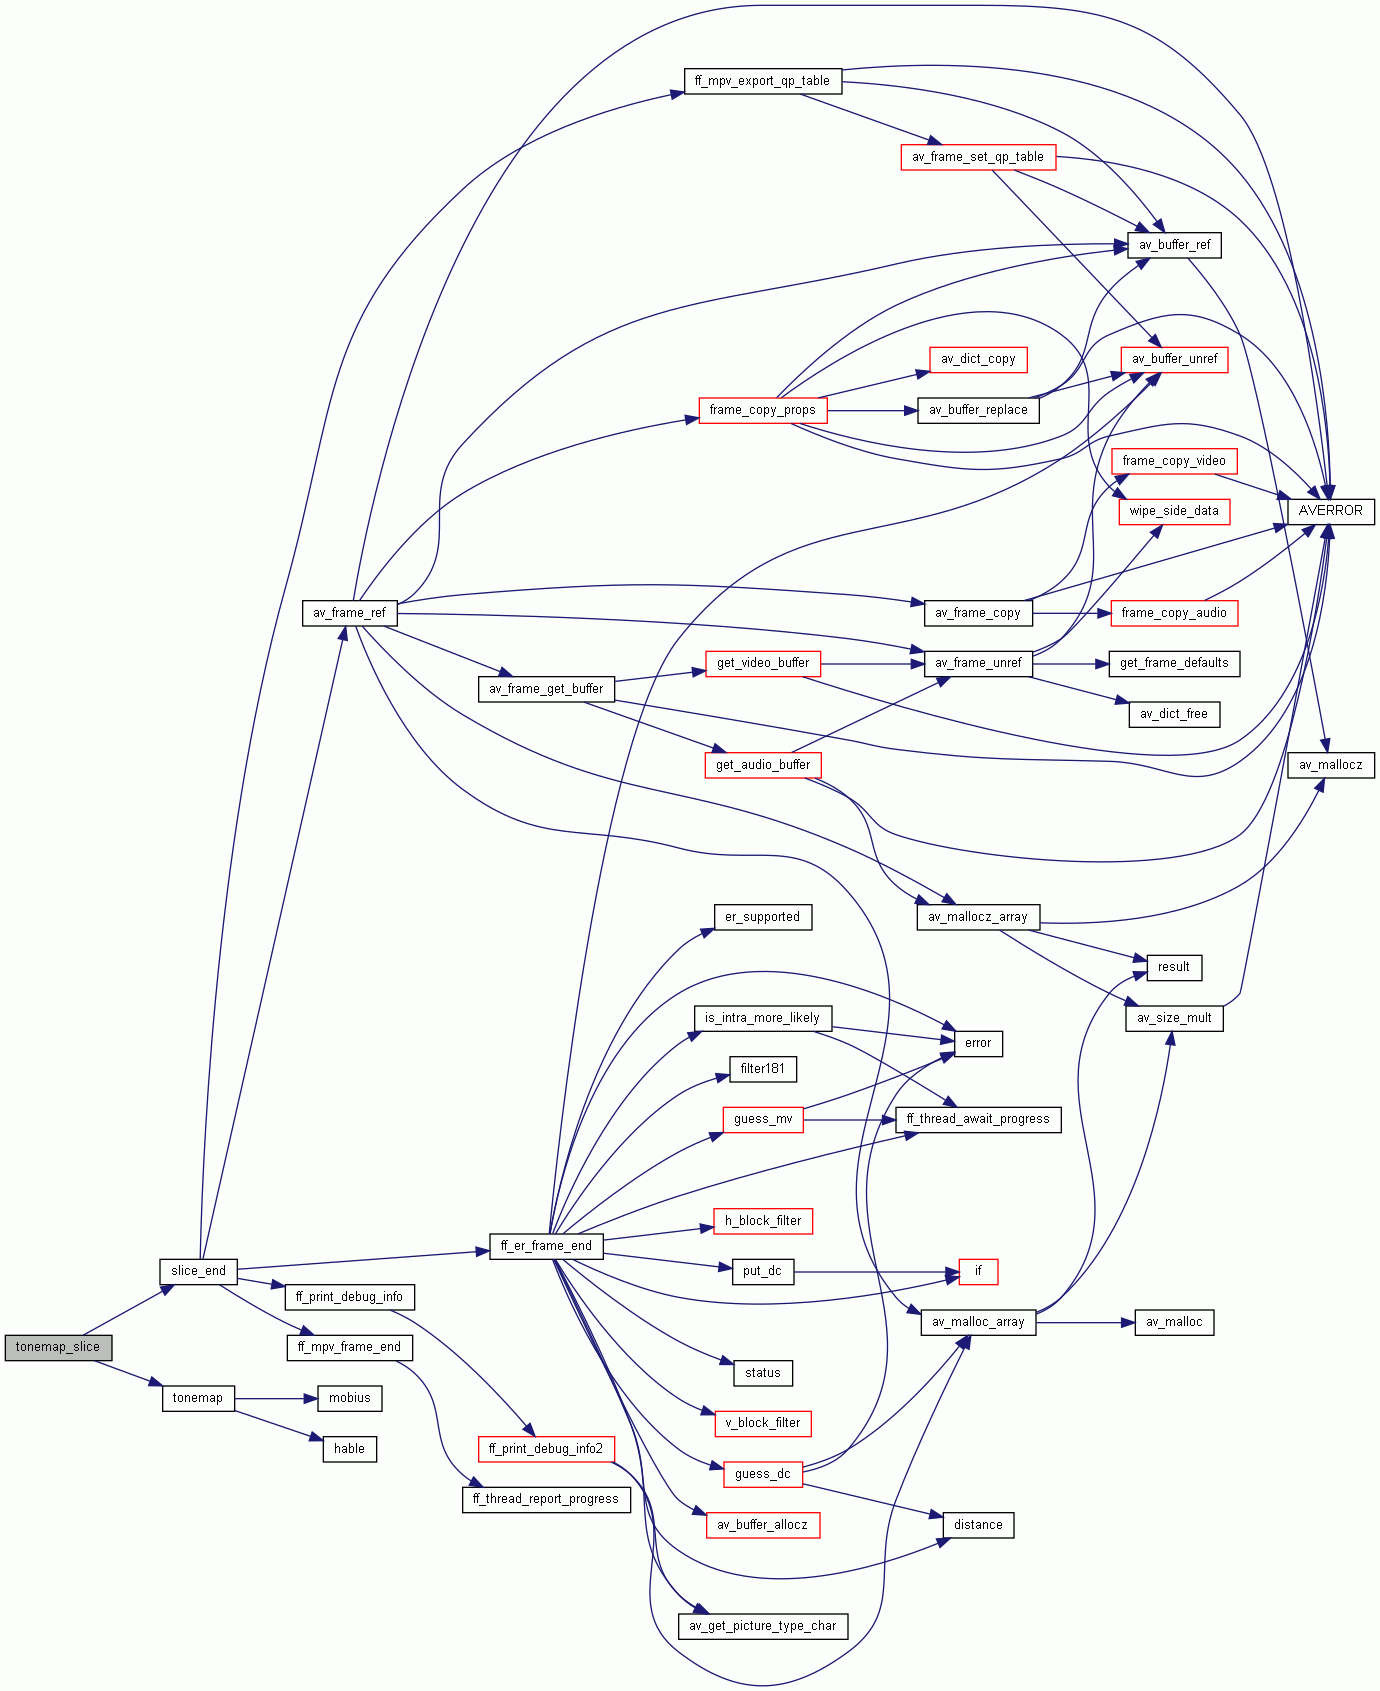 ff_mpv_export_qp_table
av_frame_set_qp_table
av_buffer_ref
av_dict_copy
av_buffer_unref
frame_copy_props
av_buffer_replace
frame_copy_video
wipe_side_data
AVERROR
av_frame_ref
av_frame_copy
frame_copy_audio
get_video_buffer
av_frame_unref
get_frame_defaults
av_frame_get_buffer
av_dict_free
get_audio_buffer
av_mallocz
er_supported
av_mallocz_array
result
is_intra_more_likely
av_size_mult
error
filter181
guess_mv
ff_thread_await_progress
h_block_filter
ff_er_frame_end
slice_end
put_dc
if
ff_print_debug_info
av_malloc_array
av_malloc
tonemap_slice
ff_mpv_frame_end
status
tonemap
mobius
v_block_filter
hable
ff_print_debug_info2
guess_dc
ff_thread_report_progress
av_buffer_allocz
distance
av_get_picture_type_char